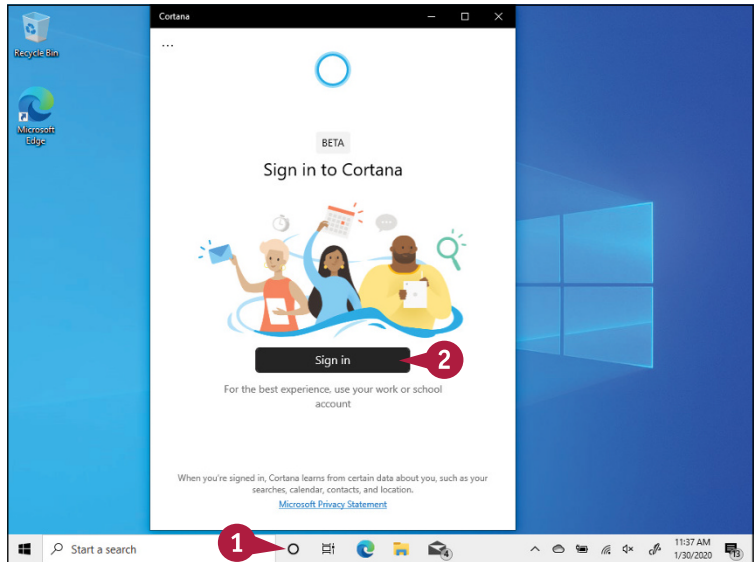 Cortana
Recycle Bin
...
Microsoft
Edge
BETA
Sign in to Cortana
Sign in
2
For the best experience, use your work or school
account
When you're signed in, Cortana learns from certain data about you, such as your
searches, calendar, contacts, and location.
Microsoft Privacy Statement
Start a search
1
4
11:37 AM
1/30/2020
13